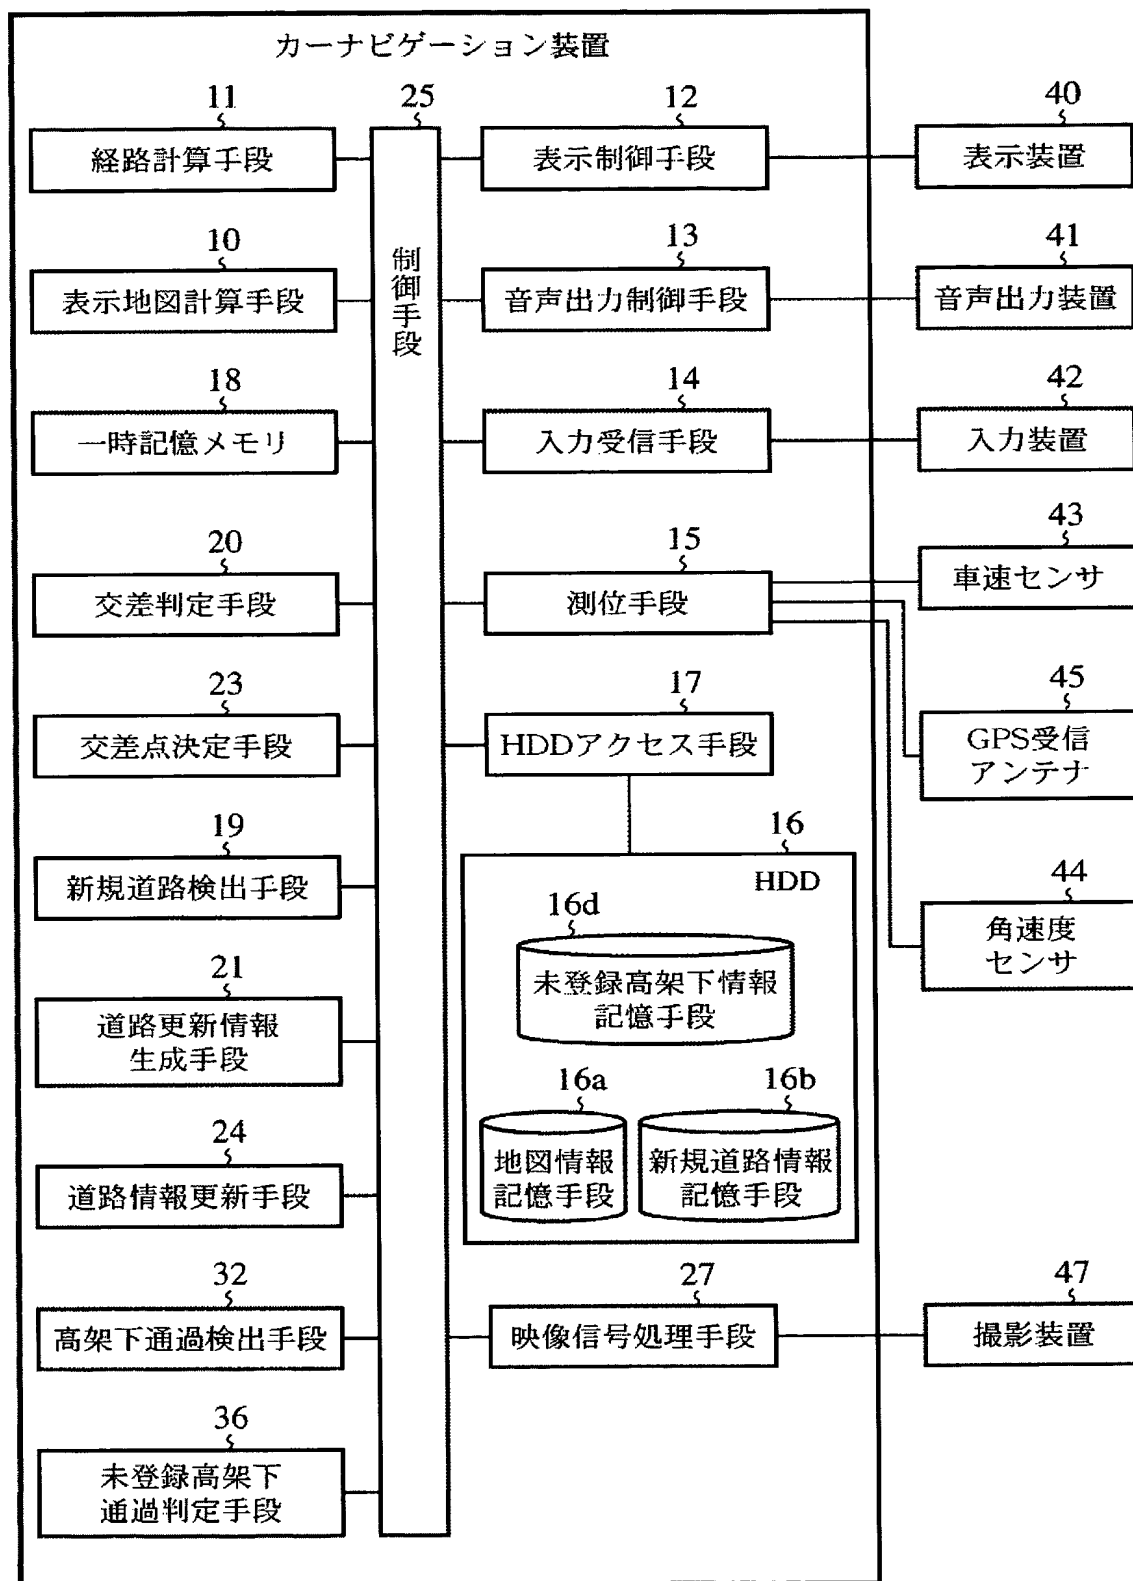 カーナビゲーション装置
11
25
12
40
経路計算手段
表示制御手段
表示装置
10
制御手段
13
41
表示地図計算手段
音声出力制御手段
音声出力装置
18
14
42
一時記憶メモリ
入力受信手段
入力装置
20
15
43
交差判定手段
測位手段
車速センサ
23
17
45
交差点決定手段
HDDアクセス手段
GPS受信
アンテナ
19
16
新規道路検出手段
HDD
44
角速度
センサ
16d
未登録高架下情報
記憶手段
21
道路更新情報
生成手段
16a
16b
地図情報
記憶手段
新規道路情報
記憶手段
24
道路情報更新手段
32
27
47
高架下通過検出手段
映像信号処理手段
撮影装置
36
未登録高架下
通過判定手段